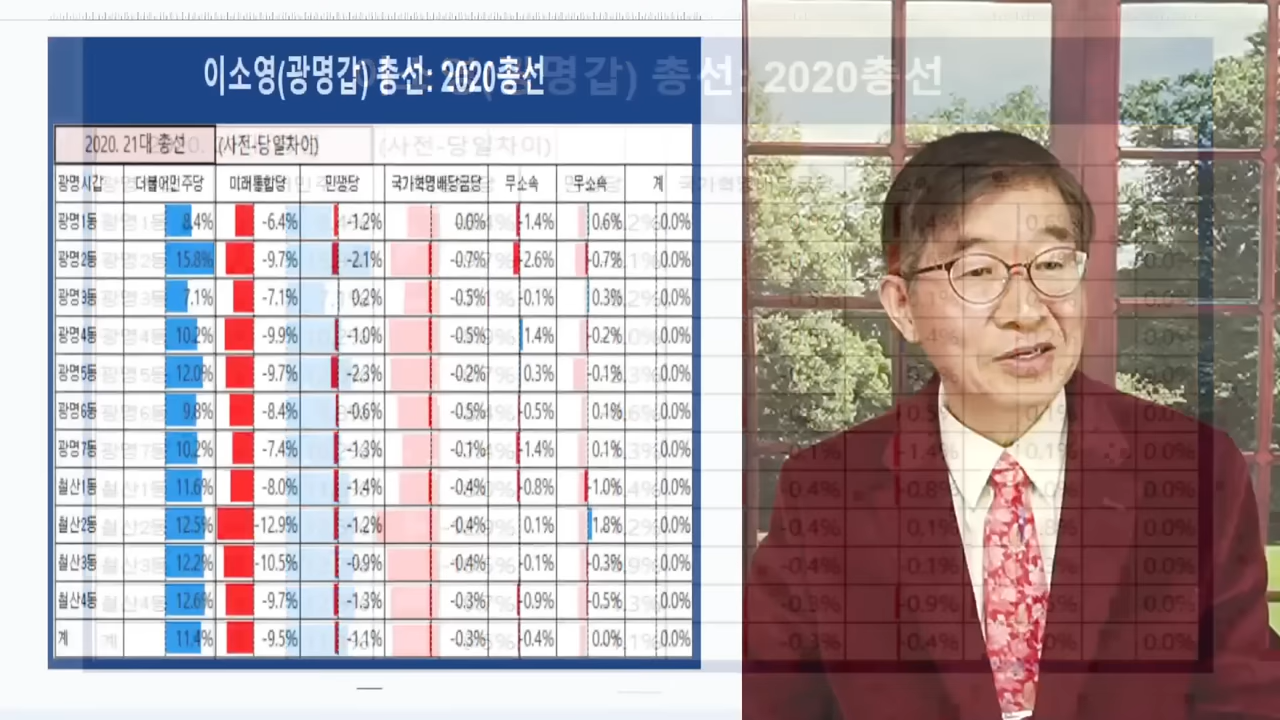 이소영(광명갑) 총선: 2020총선
2020. 21대 총선 (사전-당일차이)
광명시갑 더불어민주당 미래통합당 민생당 국가혁명배당금당 무소속 무소속 계
광명1동 8.4% -6.4% -1.2% 0.0% -1.4% 0.6% 0.0%
광명2동 15.8% -9.7% -2.1% -0.7% -2.6% -0.7% 0.0%
광명3동 7.1% -7.1% 0.2% -0.5% -0.1% 0.3% 0.0%
광명4동 10.2% -9.9% -1.0% -0.5% 1.4% -0.2% 0.0%
광명5동 12.0% -9.7% -2.3% -0.2% 0.3% -0.1% 0.0%
광명6동 9.8% -8.4% -0.6% -0.5% -0.5% 0.1% 0.0%
광명7동 10.2% -7.4% -1.3% -0.1% -1.4% 0.1% 0.0%
철산1동 11.6% -8.0% -1.4% -0.4% -0.8% -1.0% 0.0%
철산2동 12.5% -12.9% -1.2% -0.4% 0.1% 1.8% 0.0%
철산3동 12.2% -10.5% -0.9% -0.4% -0.1% -0.3% 0.0%
철산4동 12.6% -9.7% -1.3% -0.3% -0.9% -0.5% 0.0%
계 11.4% -9.5% -1.1% -0.3% -0.4% 0.0% 0.0%